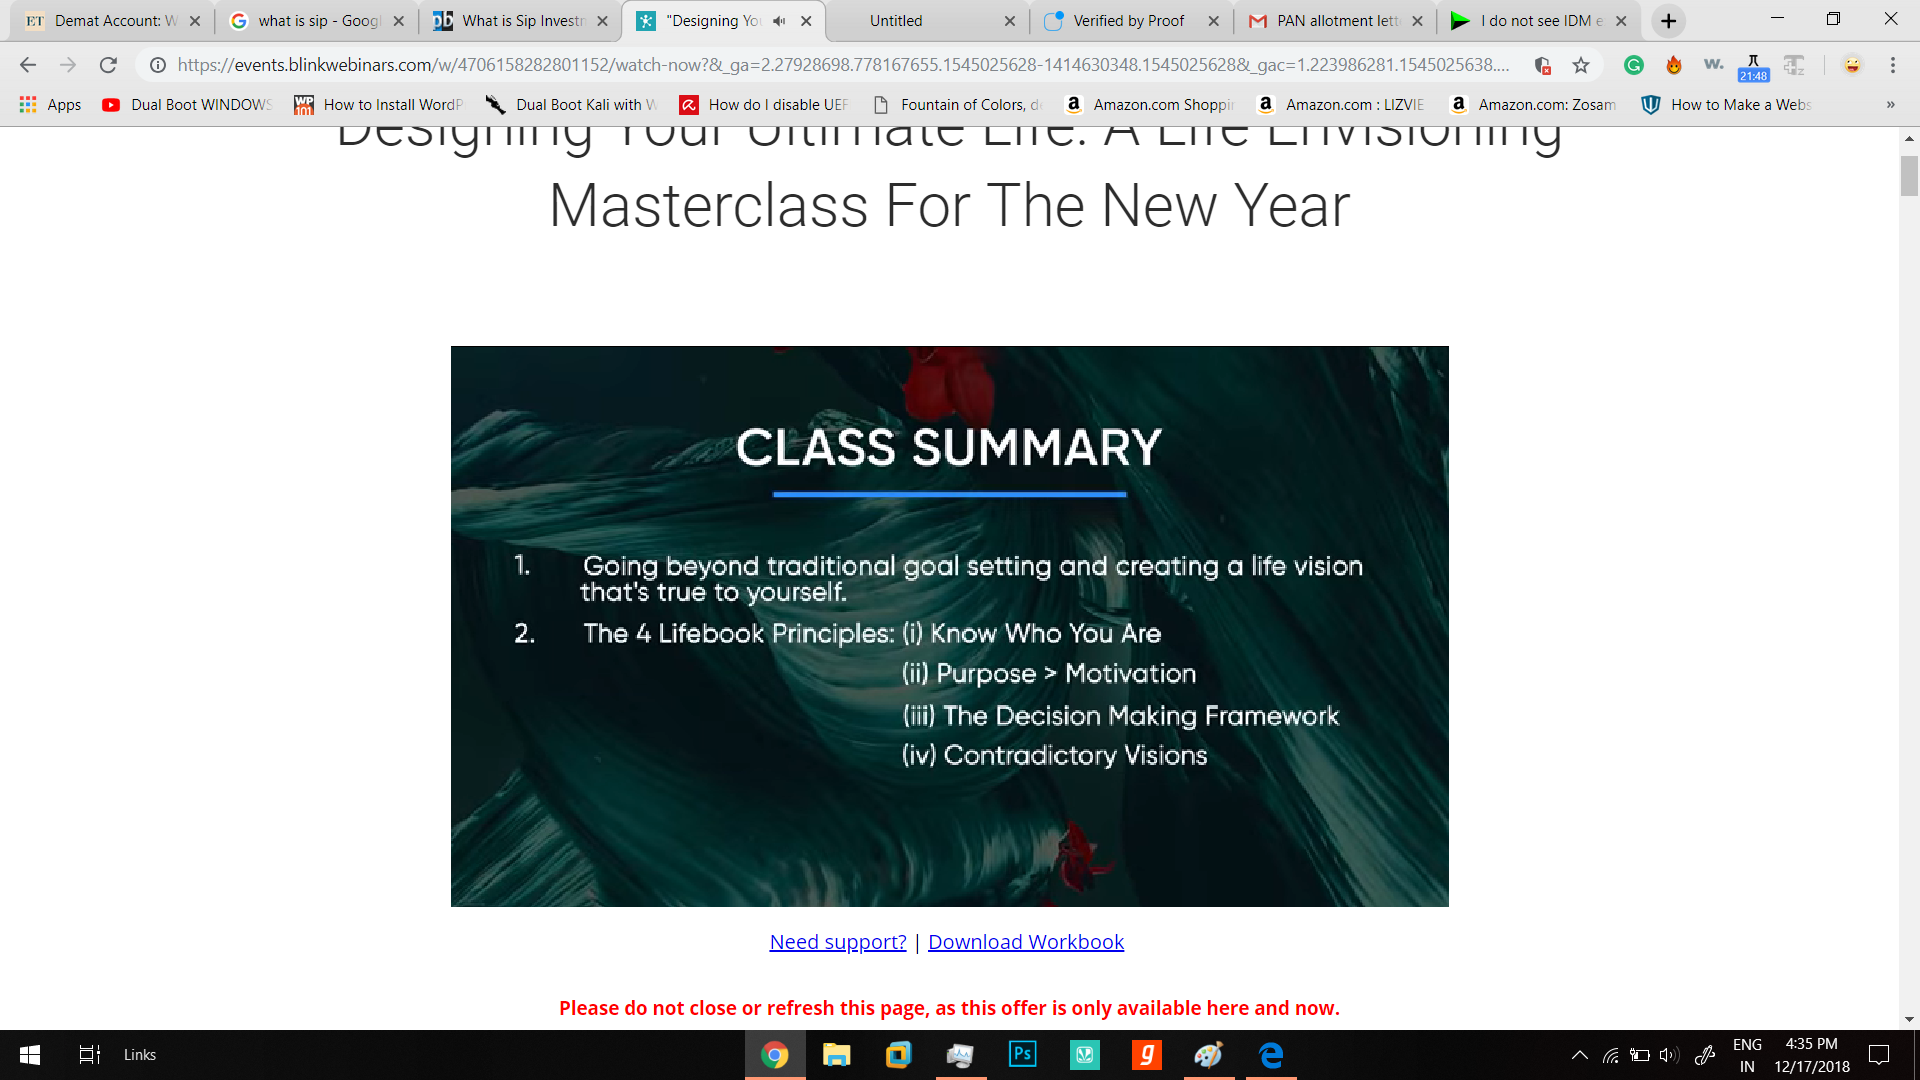 Demat Account: W
what is sip - Googl
What is Sip Investm
"Designing You
Untitled
Verified by Proof
PAN allotment lette
I do not see IDM e
https://events.blinkwebinars.com/w/4706158282801152/watch-now?&_ga=2.27928698.778167655.1545025628-1414630348.1545025628&_gac=1.223986281.1545025638....
w.
21:48
Apps
Dual Boot WINDOWS
How to Install WordP
Dual Boot Kali with W
How do I disable UEF
Fountain of Colors, de
Amazon.com Shoppin
Amazon.com : LIZVIE
Amazon.com: Zosam
How to Make a Webs
»
Designing Your Ultimate Life: A Life Envisioning
Masterclass For The New Year
CLASS SUMMARY
1. Going beyond traditional goal setting and creating a life vision
that's true to yourself.
2. The 4 Lifebook Principles: (i) Know Who You Are
(ii) Purpose > Motivation
(iii) The Decision Making Framework
(iv) Contradictory Visions
Need support? | Download Workbook
Please do not close or refresh this page, as this offer is only available here and now.
Links
Ps
g
ENG
IN
4:35 PM
12/17/2018